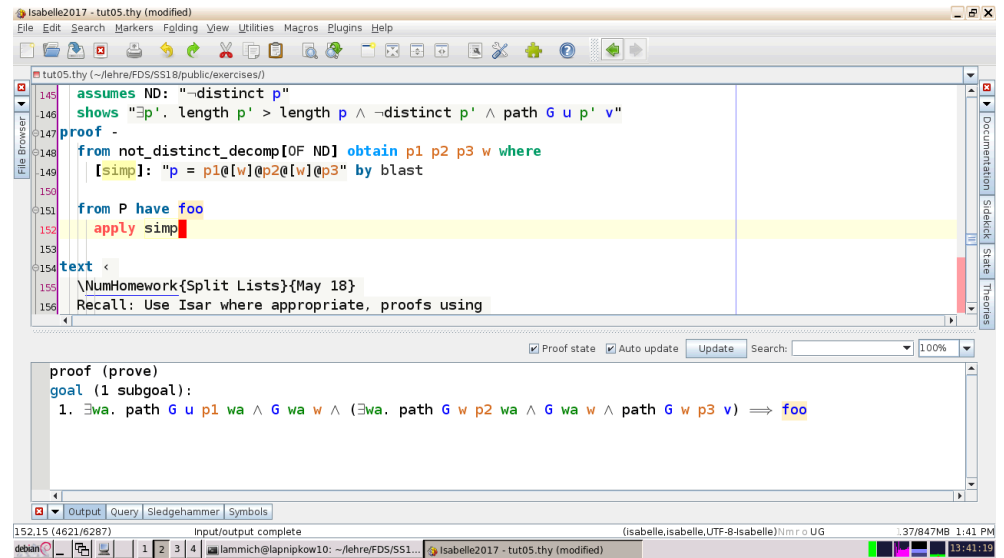 Isabelle2017 - tut05.thy (modified)
File Edit Search Markers Folding View Utilities Macros Plugins Help
tut05.thy (~/lehre/FDS/SS18/public/exercises/)
145 assumes ND: "¬distinct p"
146 shows "∃p'. length p' > length p ∧ ¬distinct p' ∧ path G u p' v"
147 proof -
148 from not_distinct_decomp[OF ND] obtain p1 p2 p3 w where
149 [simp]: "p = p1@[w]@p2@[w]@p3" by blast
150
151 from P have foo
152 apply simp
153
154 text ‹
155 \NumHomework{Split Lists}{May 18}
156 Recall: Use Isar where appropriate, proofs using
File Browser
Documentation
Sidekick
State
Theories
Proof state Auto update Update Search: 100%
proof (prove)
goal (1 subgoal):
1. ∃wa. path G u p1 wa ∧ G wa w ∧ (∃wa. path G w p2 wa ∧ G wa w ∧ path G w p3 v) ⟹ foo
Output Query Sledgehammer Symbols
152,15 (4621/6287) Input/output complete (isabelle,isabelle,UTF-8-Isabelle) N m r o UG 37/847MB 1:41 PM
debian 1 2 3 4 lammich@lapnipkow10: ~/lehre/FDS/SS1... Isabelle2017 - tut05.thy (modified) 13:41:19